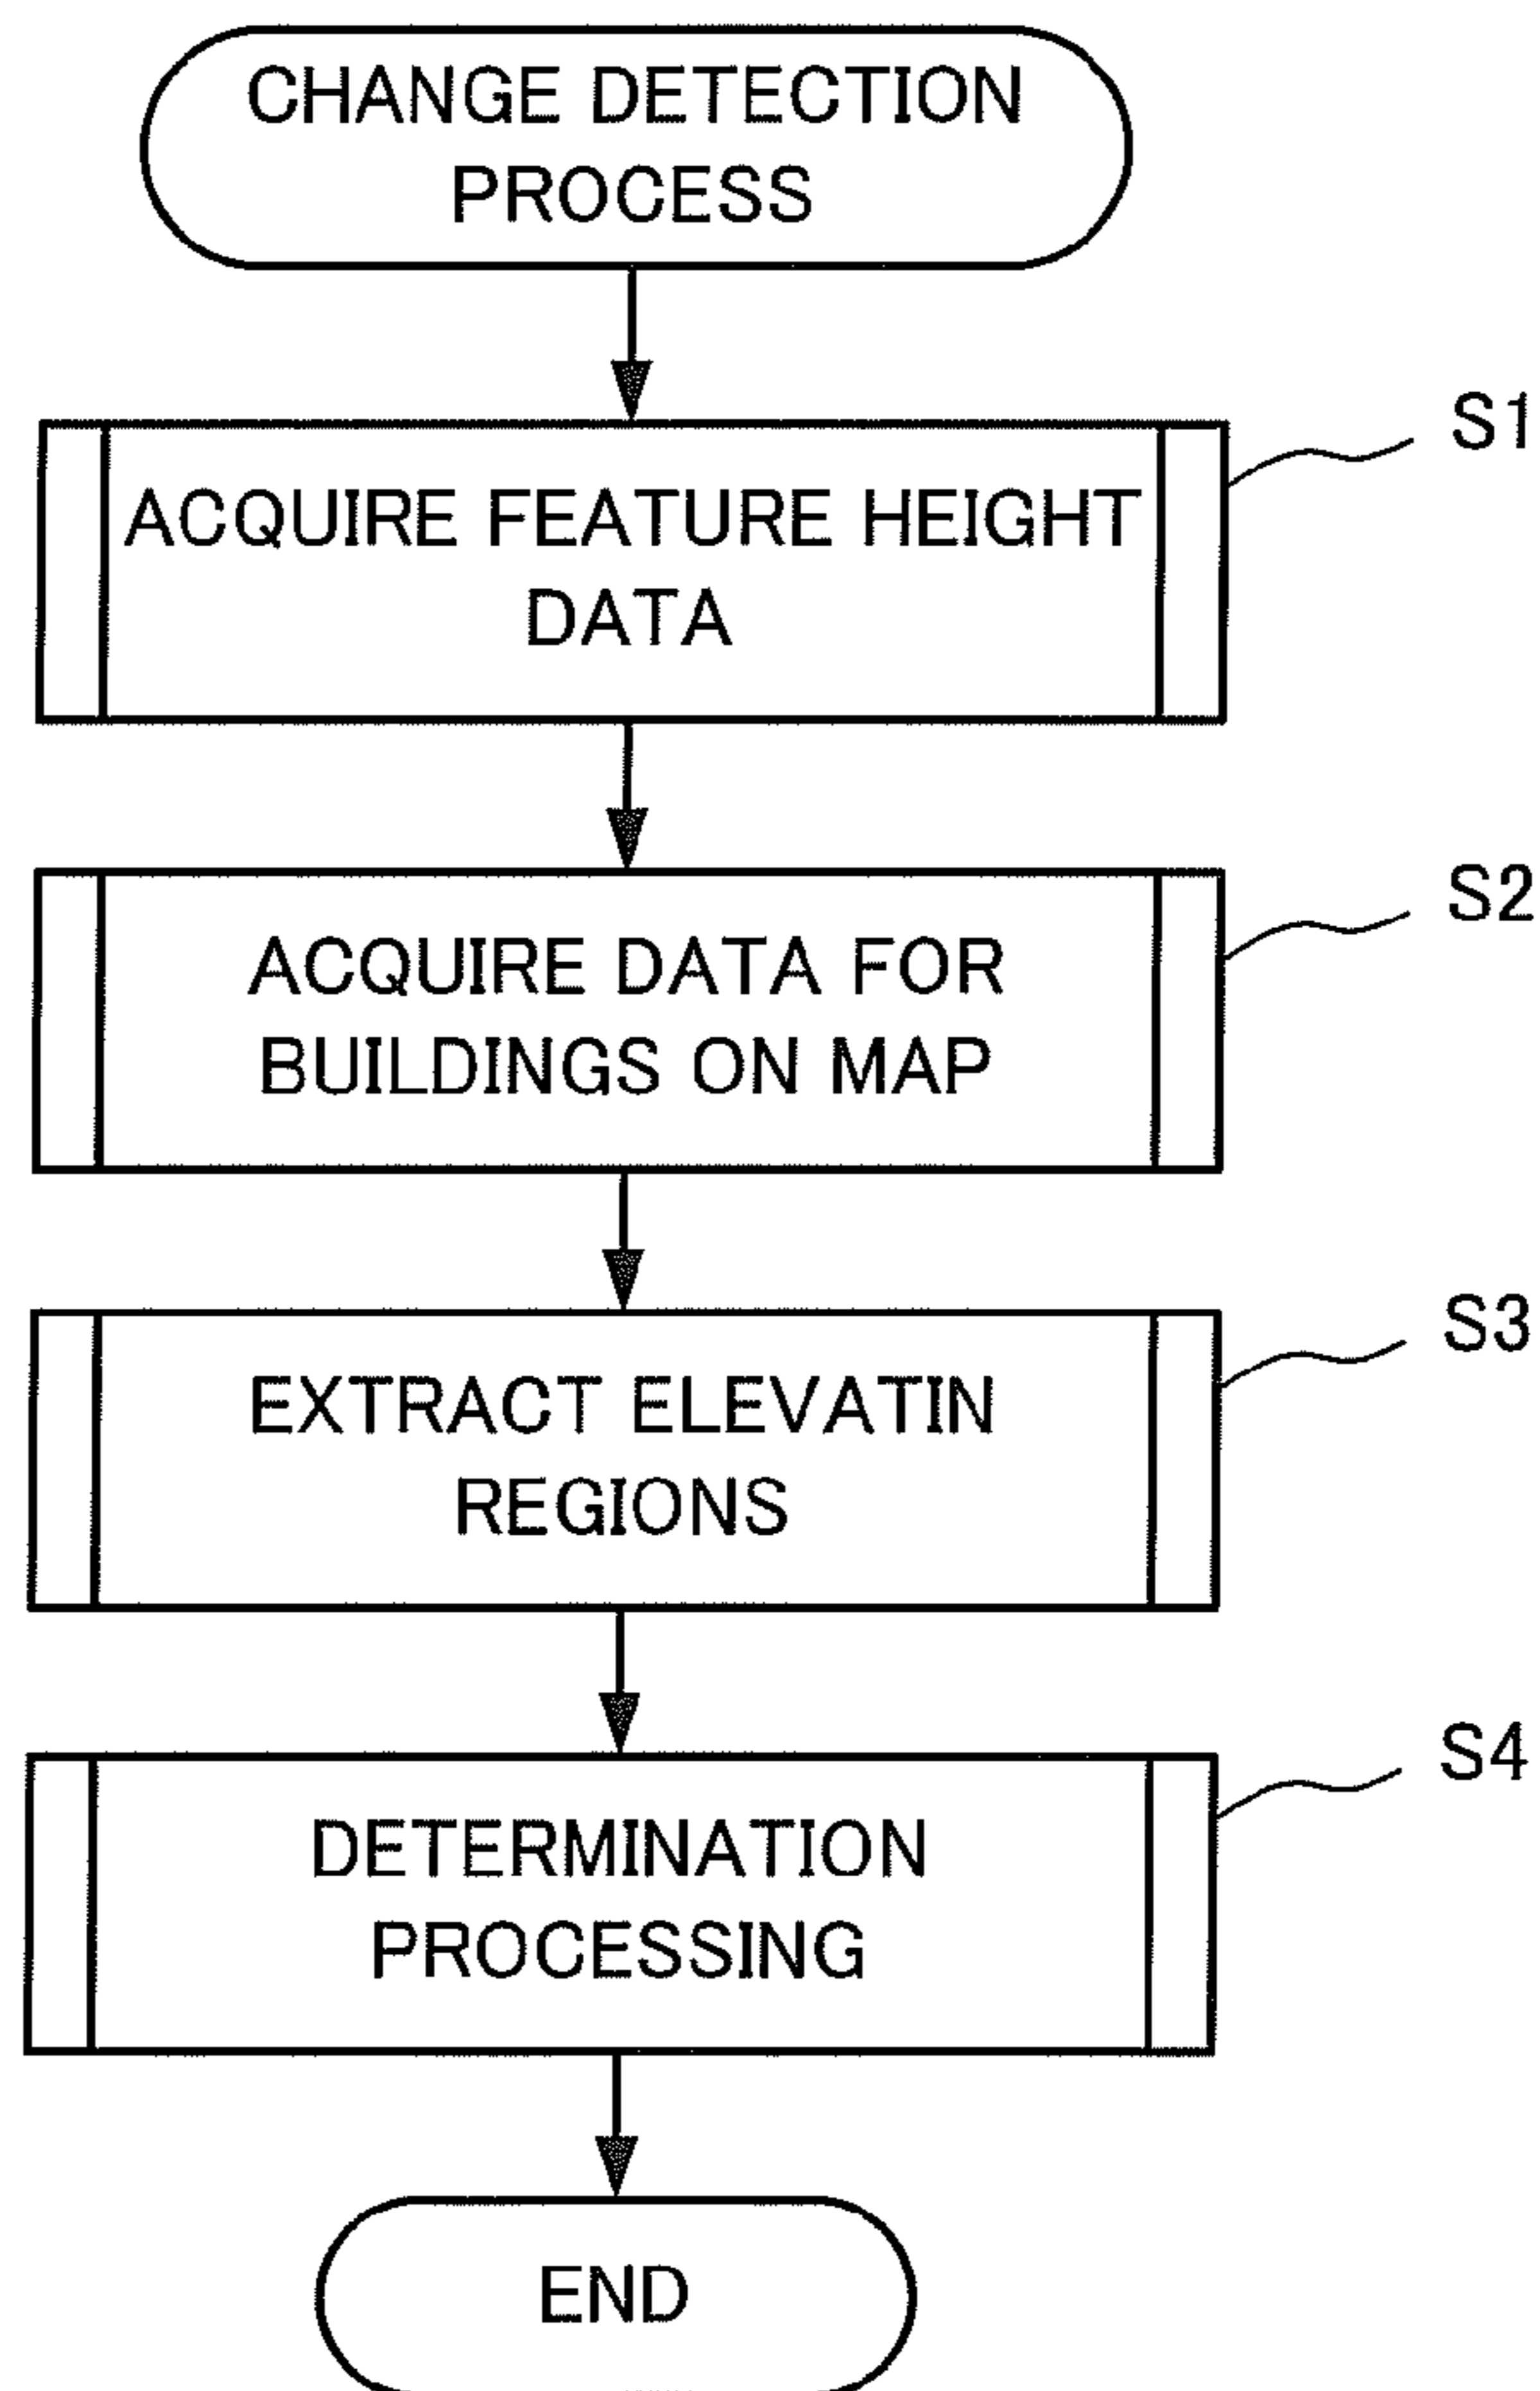 CHANGE DETECTION
PROCESS
S1
ACQUIRE FEATURE HEIGHT
DATA
S2
ACQUIRE DATA FOR
BUILDINGS ON MAP
S3
EXTRACT ELEVATIN
REGIONS
S4
DETERMINATION
PROCESSING
END